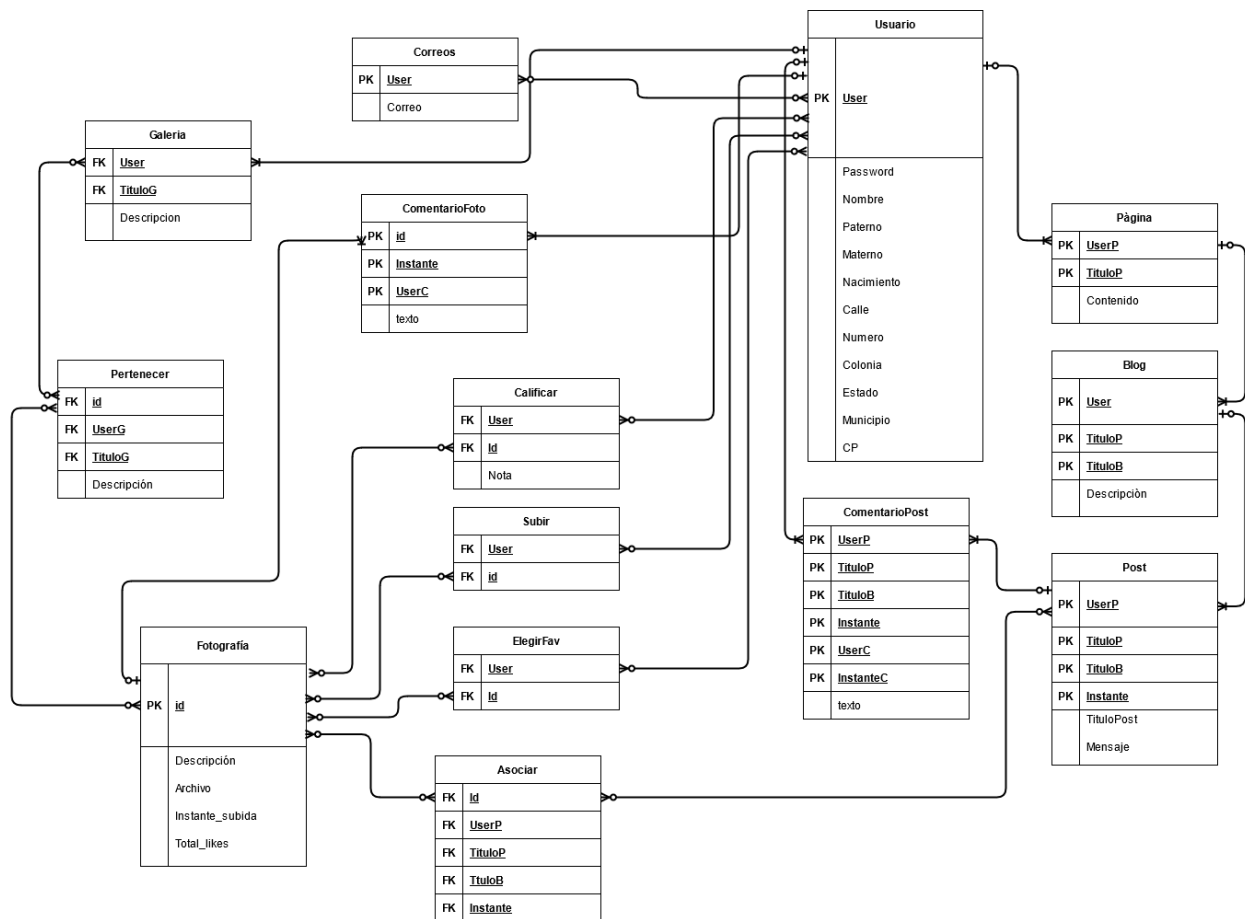 Usuario
PK User
Password
Nombre
Paterno
Materno
Nacimiento
Calle
Numero
Colonia
Estado
Municipio
CP
Correos
PK User
Correo
Galeria
FK User
FK TituloG
Descripcion
ComentarioFoto
PK id
PK Instante
PK UserC
texto
Pàgina
PK UserP
PK TituloP
Contenido
Pertenecer
FK id
FK UserG
FK TituloG
Descripción
Calificar
FK User
FK Id
Nota
Blog
PK User
PK TituloP
PK TituloB
Descripciòn
Subir
FK User
FK id
ComentarioPost
PK UserP
PK TituloP
PK TituloB
PK Instante
PK UserC
PK InstanteC
texto
Post
PK UserP
PK TituloP
PK TituloB
PK Instante
TituloPost
Mensaje
Fotografía
PK id
Descripción
Archivo
Instante_subida
Total_likes
ElegirFav
FK User
FK Id
Asociar
FK Id
FK UserP
FK TituloP
FK TtuloB
FK Instante